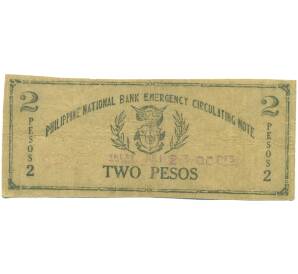 2 2
PHILIPPINE NATIONAL BANK EMERGENCY CIRCULATING NOTE
PESOS PESOS
2 2
TWO PESOS